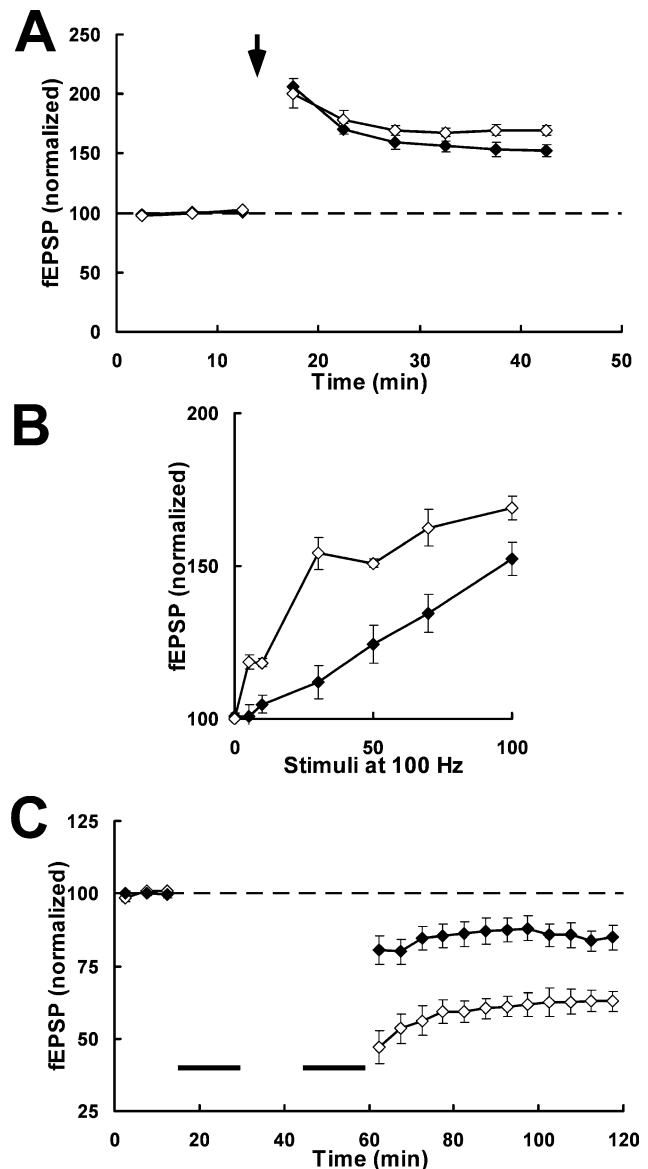 A
250
200
150
100
50
0
fEPSP (normalized)
0 10 20 30 40 50
Time (min)
B
200
150
100
fEPSP (normalized)
0 50 100
Stimuli at 100 Hz
C
125
100
75
50
25
fEPSP (normalized)
0 20 40 60 80 100 120
Time (min)